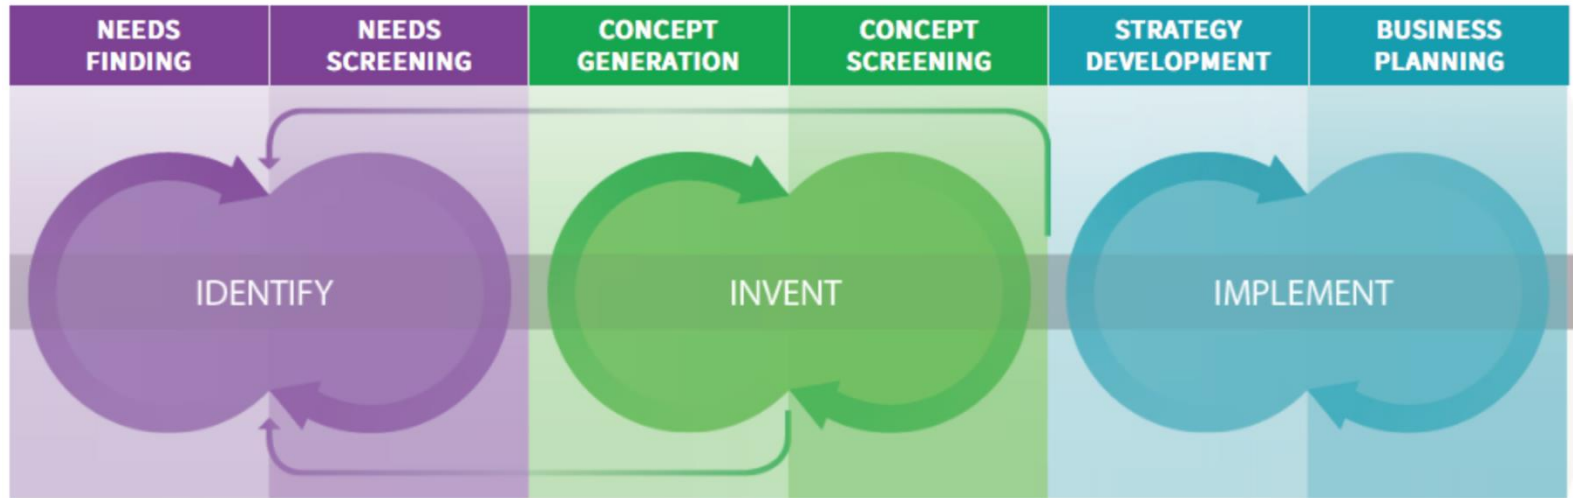 NEEDS
FINDING
NEEDS
SCREENING
CONCEPT
GENERATION
CONCEPT
SCREENING
STRATEGY
DEVELOPMENT
BUSINESS
PLANNING
IDENTIFY
INVENT
IMPLEMENT